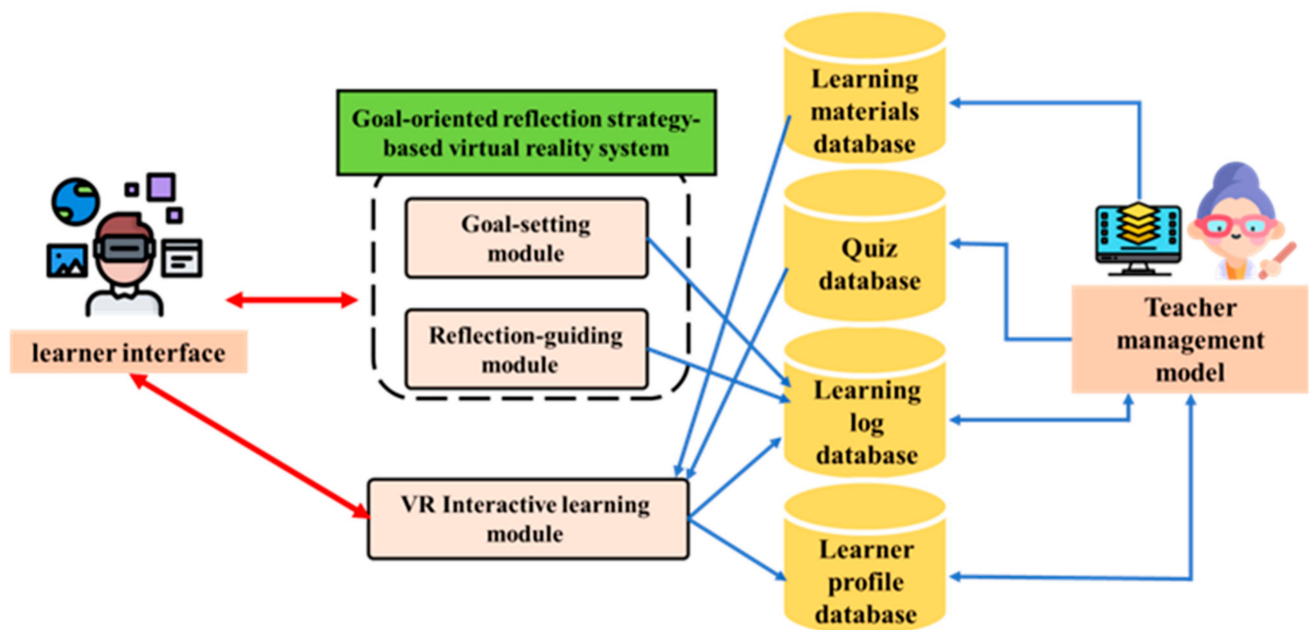 Goal-oriented reflection strategy-
based virtual reality system
Goal-setting
module
Reflection-guiding
module
learner interface
VR Interactive learning
module
Learning
materials
database
Quiz
database
Learning
log
database
Learner
profile
database
Teacher
management
model